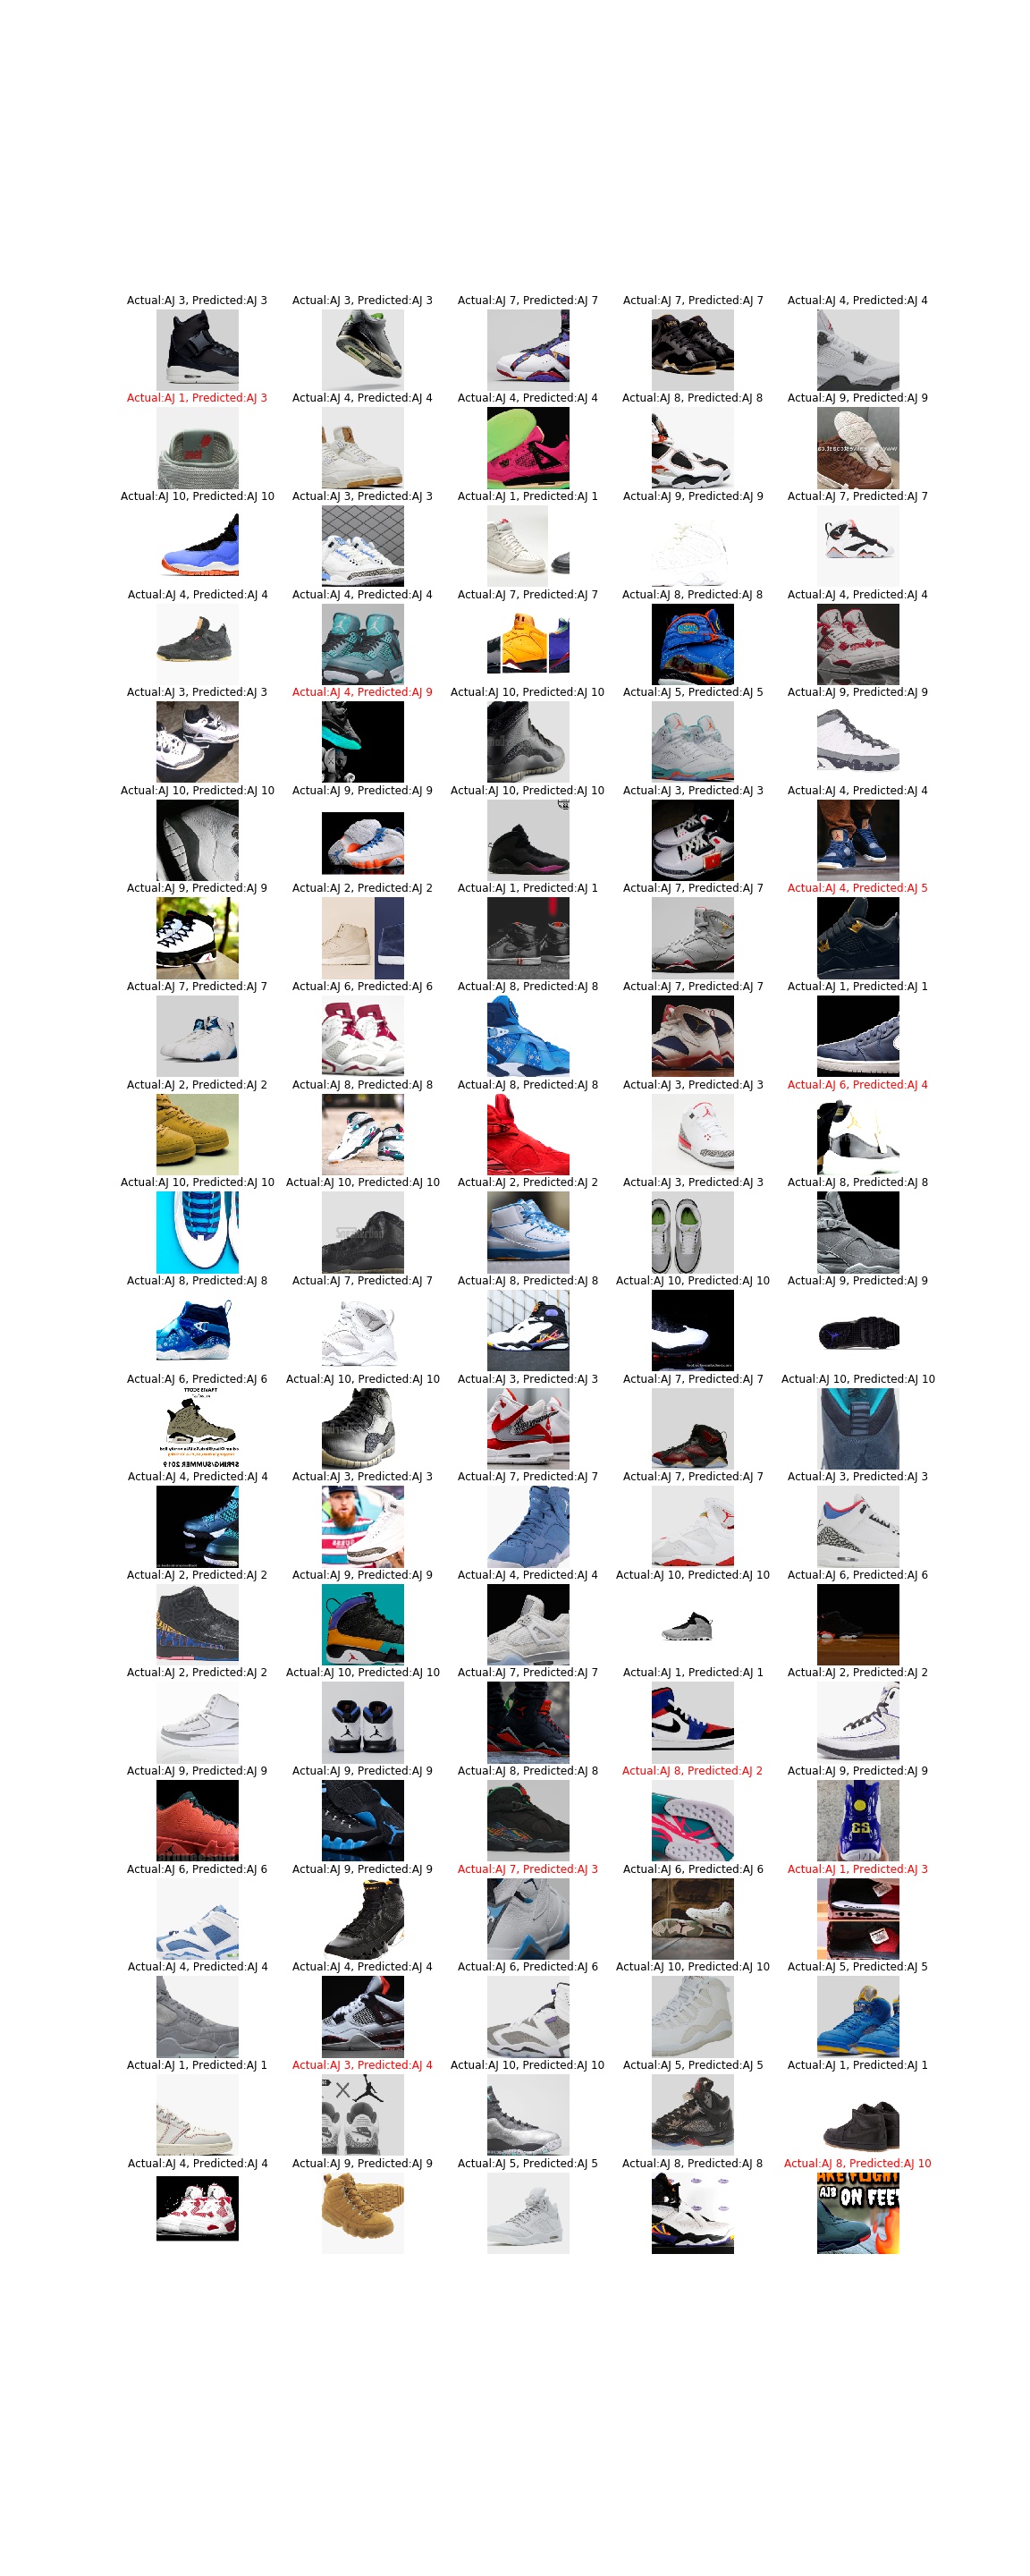 Actual:AJ 3, Predicted:AJ 3
Actual:AJ 3, Predicted:AJ 3
Actual:AJ 7, Predicted:AJ 7
Actual:AJ 7, Predicted:AJ 7
Actual:AJ 4, Predicted:AJ 4
Actual:AJ 1, Predicted:AJ 3
Actual:AJ 4, Predicted:AJ 4
Actual:AJ 4, Predicted:AJ 4
Actual:AJ 8, Predicted:AJ 8
Actual:AJ 9, Predicted:AJ 9
Actual:AJ 10, Predicted:AJ 10
Actual:AJ 3, Predicted:AJ 3
Actual:AJ 1, Predicted:AJ 1
Actual:AJ 9, Predicted:AJ 9
Actual:AJ 7, Predicted:AJ 7
Actual:AJ 4, Predicted:AJ 4
Actual:AJ 4, Predicted:AJ 4
Actual:AJ 7, Predicted:AJ 7
Actual:AJ 8, Predicted:AJ 8
Actual:AJ 4, Predicted:AJ 4
Actual:AJ 3, Predicted:AJ 3
Actual:AJ 4, Predicted:AJ 9
Actual:AJ 10, Predicted:AJ 10
Actual:AJ 5, Predicted:AJ 5
Actual:AJ 9, Predicted:AJ 9
Actual:AJ 10, Predicted:AJ 10
Actual:AJ 9, Predicted:AJ 9
Actual:AJ 10, Predicted:AJ 10
Actual:AJ 3, Predicted:AJ 3
Actual:AJ 4, Predicted:AJ 4
Actual:AJ 9, Predicted:AJ 9
Actual:AJ 2, Predicted:AJ 2
Actual:AJ 1, Predicted:AJ 1
Actual:AJ 7, Predicted:AJ 7
Actual:AJ 4, Predicted:AJ 5
Actual:AJ 7, Predicted:AJ 7
Actual:AJ 6, Predicted:AJ 6
Actual:AJ 8, Predicted:AJ 8
Actual:AJ 7, Predicted:AJ 7
Actual:AJ 1, Predicted:AJ 1
Actual:AJ 2, Predicted:AJ 2
Actual:AJ 8, Predicted:AJ 8
Actual:AJ 8, Predicted:AJ 8
Actual:AJ 3, Predicted:AJ 3
Actual:AJ 6, Predicted:AJ 4
Actual:AJ 10, Predicted:AJ 10
Actual:AJ 10, Predicted:AJ 10
Actual:AJ 2, Predicted:AJ 2
Actual:AJ 3, Predicted:AJ 3
Actual:AJ 8, Predicted:AJ 8
Actual:AJ 8, Predicted:AJ 8
Actual:AJ 7, Predicted:AJ 7
Actual:AJ 8, Predicted:AJ 8
Actual:AJ 10, Predicted:AJ 10
Actual:AJ 9, Predicted:AJ 9
Actual:AJ 6, Predicted:AJ 6
Actual:AJ 10, Predicted:AJ 10
Actual:AJ 3, Predicted:AJ 3
Actual:AJ 7, Predicted:AJ 7
Actual:AJ 10, Predicted:AJ 10
TRAVIS SCOTT
SPRING/SUMMER 2019
Actual:AJ 4, Predicted:AJ 4
Actual:AJ 3, Predicted:AJ 3
Actual:AJ 7, Predicted:AJ 7
Actual:AJ 7, Predicted:AJ 7
Actual:AJ 3, Predicted:AJ 3
Actual:AJ 2, Predicted:AJ 2
Actual:AJ 9, Predicted:AJ 9
Actual:AJ 4, Predicted:AJ 4
Actual:AJ 10, Predicted:AJ 10
Actual:AJ 6, Predicted:AJ 6
Actual:AJ 2, Predicted:AJ 2
Actual:AJ 10, Predicted:AJ 10
Actual:AJ 7, Predicted:AJ 7
Actual:AJ 1, Predicted:AJ 1
Actual:AJ 2, Predicted:AJ 2
Actual:AJ 9, Predicted:AJ 9
Actual:AJ 9, Predicted:AJ 9
Actual:AJ 8, Predicted:AJ 8
Actual:AJ 8, Predicted:AJ 2
Actual:AJ 9, Predicted:AJ 9
23
Actual:AJ 6, Predicted:AJ 6
Actual:AJ 9, Predicted:AJ 9
Actual:AJ 7, Predicted:AJ 3
Actual:AJ 6, Predicted:AJ 6
Actual:AJ 1, Predicted:AJ 3
Actual:AJ 4, Predicted:AJ 4
Actual:AJ 4, Predicted:AJ 4
Actual:AJ 6, Predicted:AJ 6
Actual:AJ 10, Predicted:AJ 10
Actual:AJ 5, Predicted:AJ 5
Actual:AJ 1, Predicted:AJ 1
Actual:AJ 3, Predicted:AJ 4
Actual:AJ 10, Predicted:AJ 10
Actual:AJ 5, Predicted:AJ 5
Actual:AJ 1, Predicted:AJ 1
X
Actual:AJ 4, Predicted:AJ 4
Actual:AJ 9, Predicted:AJ 9
Actual:AJ 5, Predicted:AJ 5
Actual:AJ 8, Predicted:AJ 8
Actual:AJ 8, Predicted:AJ 10
AKE FLIGHT
AJ8 ON FEE